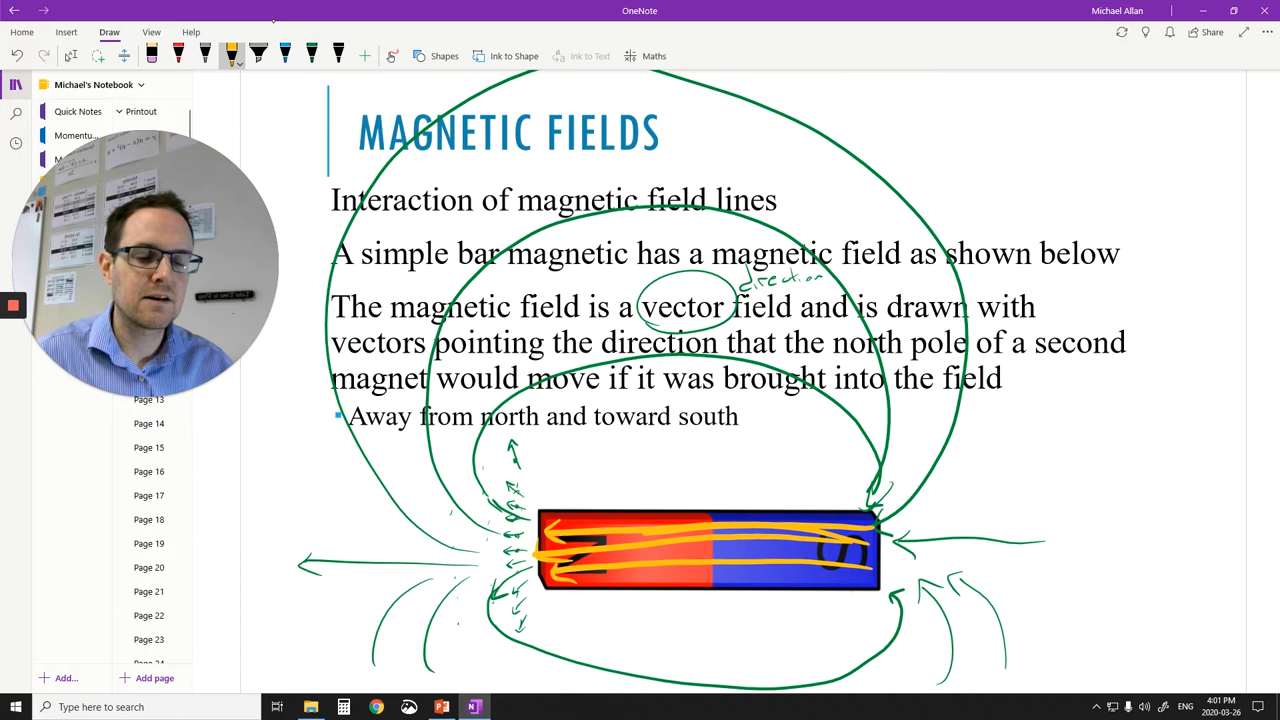 OneNote
Michael Allan
Home
Insert
Draw
View
Help
Share
Shapes
Ink to Shape
Ink to Text
Maths
Michael's Notebook
Quick Notes
Printout
Momentu...
Page 13
Page 14
Page 15
Page 16
Page 17
Page 18
Page 19
Page 20
Page 21
Page 22
Page 23
Page 24
Add...
Add page
MAGNETIC FIELDS
Interaction of magnetic field lines
A simple bar magnetic has a magnetic field as shown below
direction
The magnetic field is a vector field and is drawn with
vectors pointing the direction that the north pole of a second
magnet would move if it was brought into the field
Away from north and toward south
N
S
Type here to search
ENG
4:01 PM
2020-03-26